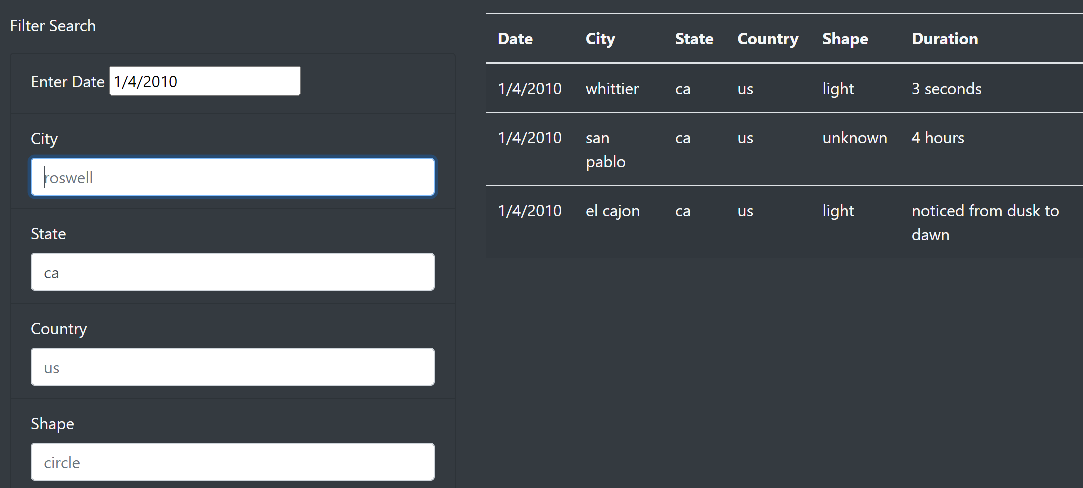 Filter Search
Enter Date 1/4/2010
City
roswell
State
ca
Country
us
Shape
circle
Date City State Country Shape Duration
1/4/2010 whittier ca us light 3 seconds
1/4/2010 san pablo ca us unknown 4 hours
1/4/2010 el cajon ca us light noticed from dusk to dawn